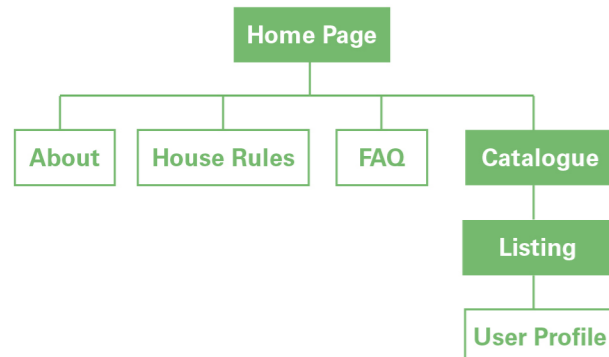 Home Page
About
House Rules
FAQ
Catalogue
Listing
User Profile